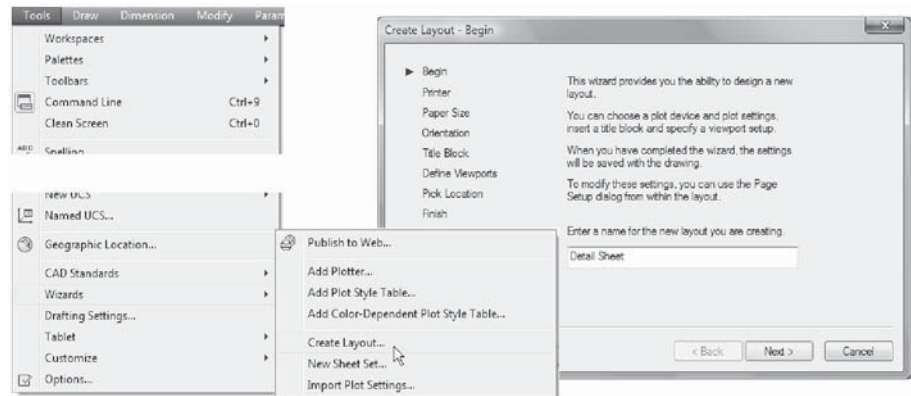 Tools Draw Dimension Modify Param
Workspaces
Palettes
Toolbars
Command Line Ctrl+9
Clean Screen Ctrl+0
ABC Spelling
New UCS
Named UCS...
Geographic Location...
CAD Standards
Wizards
Drafting Settings...
Tablet
Customize
Options...
Publish to Web...
Add Plotter...
Add Plot Style Table...
Add Color-Dependent Plot Style Table...
Create Layout...
New Sheet Set...
Import Plot Settings...
Create Layout - Begin
Begin
Printer
Paper Size
Orientation
Title Block
Define Viewports
Pick Location
Finish
This wizard provides you the ability to design a new
layout.
You can choose a plot device and plot settings,
insert a title block and specify a viewport setup.
When you have completed the wizard, the settings
will be saved with the drawing.
To modify these settings, you can use the Page
Setup dialog from within the layout.
Enter a name for the new layout you are creating.
Detail Sheet
< Back Next > Cancel